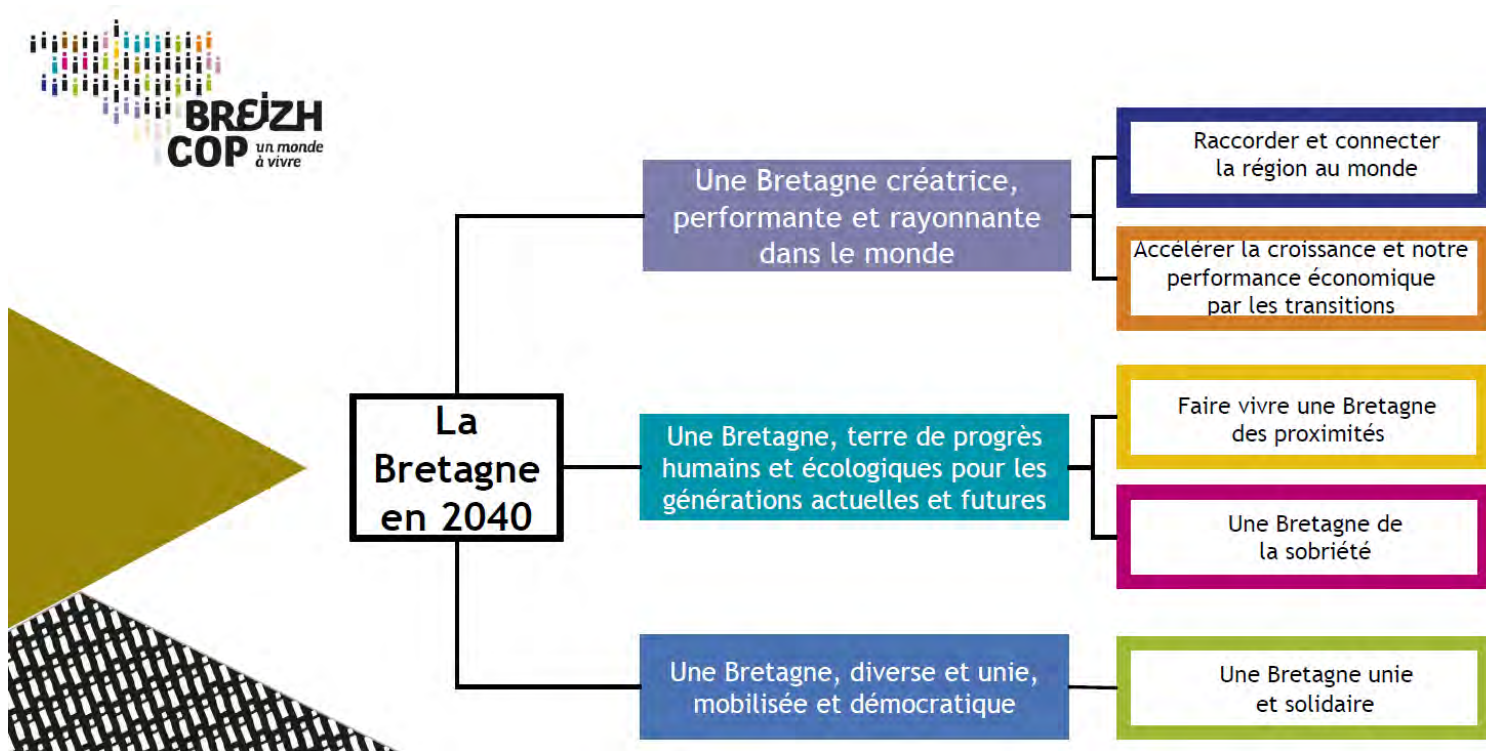 BREIZH
COP un monde
à vivre
La
Bretagne
en 2040
Une Bretagne créatrice,
performante et rayonnante
dans le monde
Raccorder et connecter
la région au monde
Accélérer la croissance et notre
performance économique
par les transitions
Une Bretagne, terre de progrès
humains et écologiques pour les
générations actuelles et futures
Faire vivre une Bretagne
des proximités
Une Bretagne de
la sobriété
Une Bretagne, diverse et unie,
mobilisée et démocratique
Une Bretagne unie
et solidaire